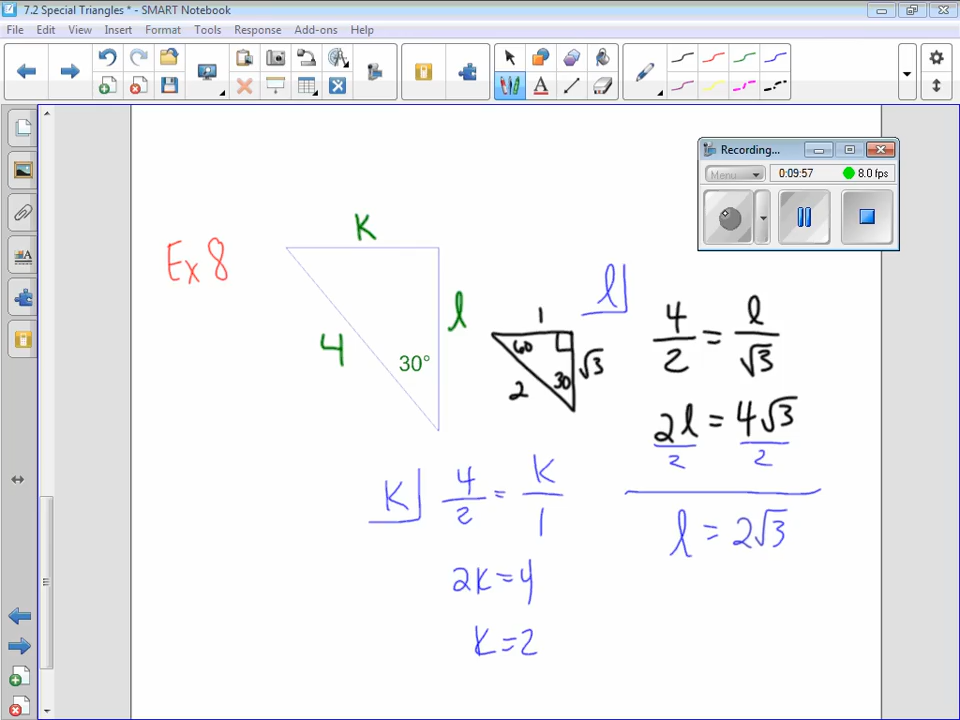 7.2 Special Triangles * - SMART Notebook
File Edit View Insert Format Tools Response Add-ons Help
Recording...
Menu 0:09:57 8.0 fps
Ex 8
K
l
4
30°
1
60
30
2
√3
l
4/2 = l/√3
2l = 4√3
2 2
l = 2√3
K
4/2 = K/1
2K = 4
K = 2